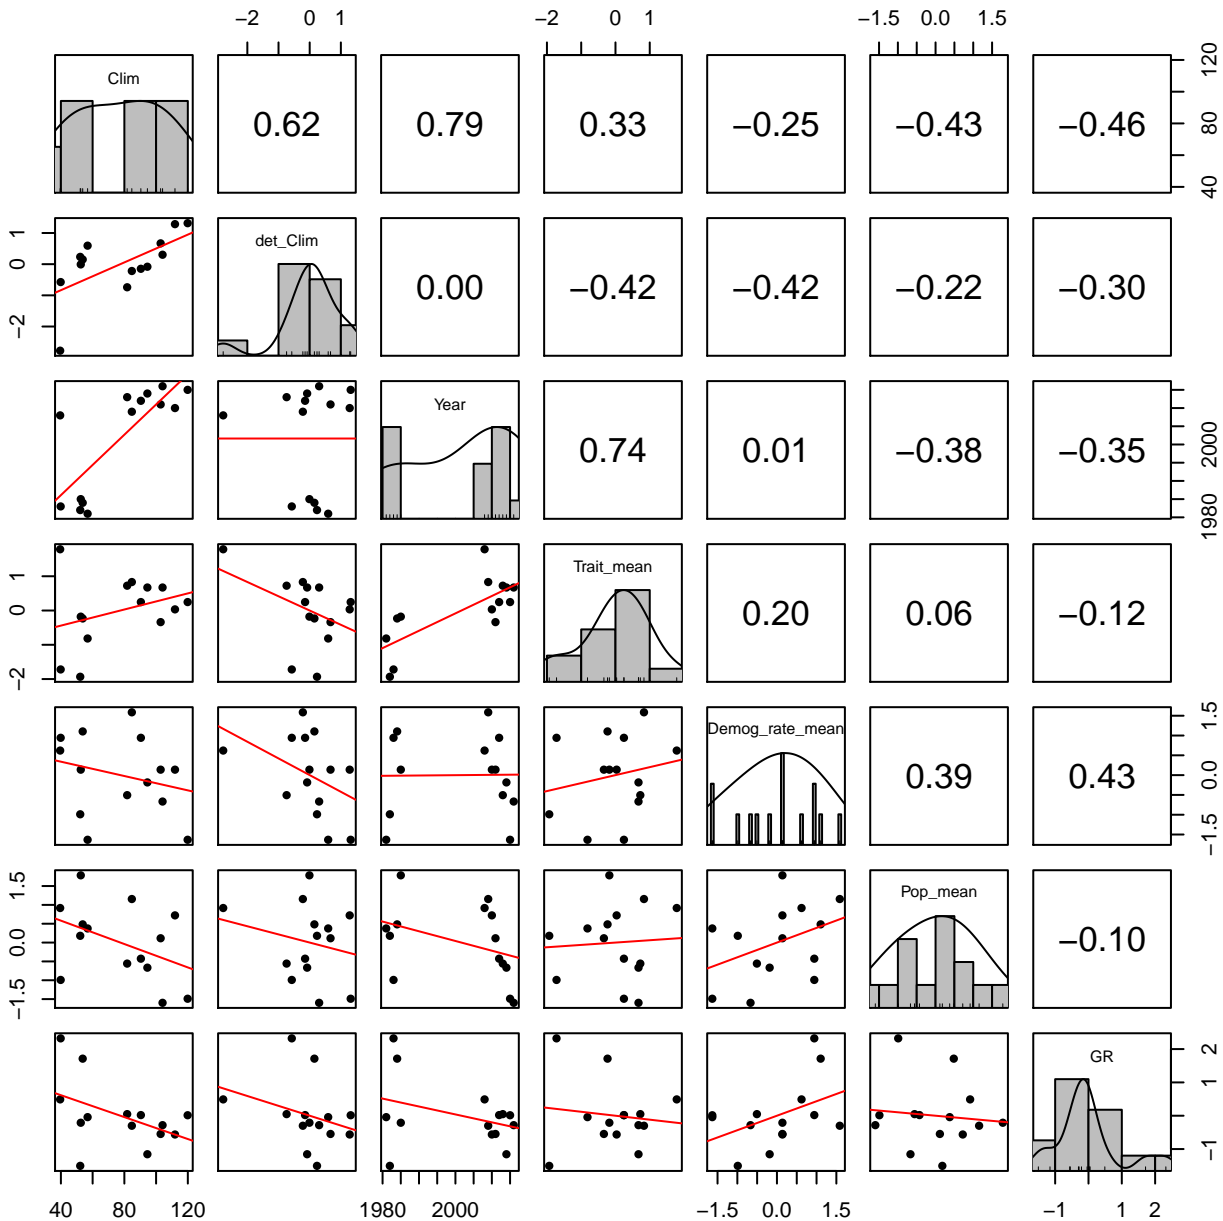 −2 0 1 −2 0 1 −1.5 0.0 1.5
Clim 0.62 0.79 0.33 −0.25 −0.43 −0.46 40 80 120
−2 0 1 det_Clim 0.00 −0.42 −0.42 −0.22 −0.30
Year 0.74 0.01 −0.38 −0.35 1980 2000
−2 0 1 Trait_mean 0.20 0.06 −0.12
Demog_rate_mean 0.39 0.43 −1.5 0.0 1.5
−1.5 0.0 1.5 Pop_mean −0.10
GR −1 1 2
40 80 120 1980 2000 −1.5 0.0 1.5 −1 1 2